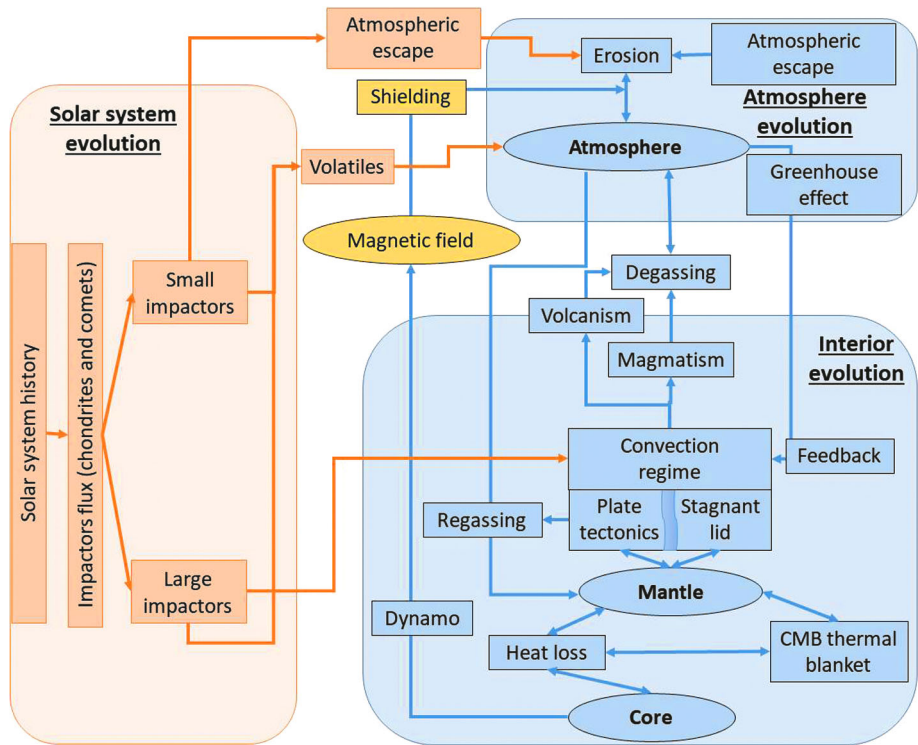 Atmospheric
escape
Erosion
Atmospheric
escape
Shielding
Atmosphere
evolution
Solar system
evolution
Volatiles
Atmosphere
Greenhouse
effect
Magnetic field
Degassing
Small
impactors
Volcanism
Magmatism
Interior
evolution
Solar system history
Impactors flux (chondrites and comets)
Convection
regime
Feedback
Plate
tectonics
Stagnant
lid
Regassing
Large
impactors
Mantle
Dynamo
Heat loss
CMB thermal
blanket
Core